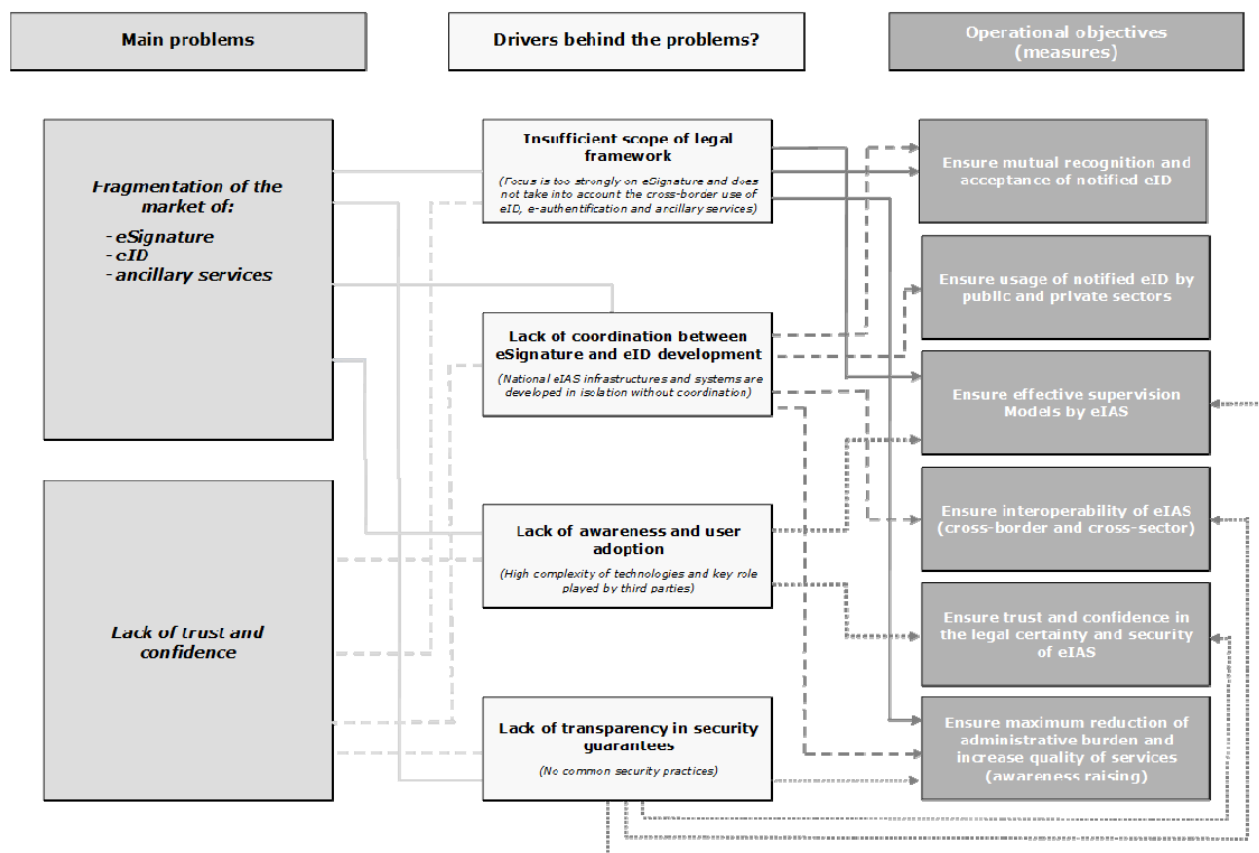 Main problems
Drivers behind the problems?
Operational objectives
(measures)
Fragmentation of the
market of:
- eSignature
- eID
- ancillary services
Lack of trust and
confidence
Insufficient scope of legal
framework
(Focus is too strongly on eSignature and does
not take into account the cross-border use of
eID, e-authentification and ancillary services)
Lack of coordination between
eSignature and eID development
(National eIAS infrastructures and systems are
developed in isolation without coordination)
Lack of awareness and user
adoption
(High complexity of technologies and key role
played by third parties)
Lack of transparency in security
guarantees
(No common security practices)
Ensure mutual recognition and
acceptance of notified eID
Ensure usage of notified eID by
public and private sectors
Ensure effective supervision
Models by eIAS
Ensure interoperability of eIAS
(cross-border and cross-sector)
Ensure trust and confidence in
the legal certainty and security
of eIAS
Ensure maximum reduction of
administrative burden and
increase quality of services
(awareness raising)